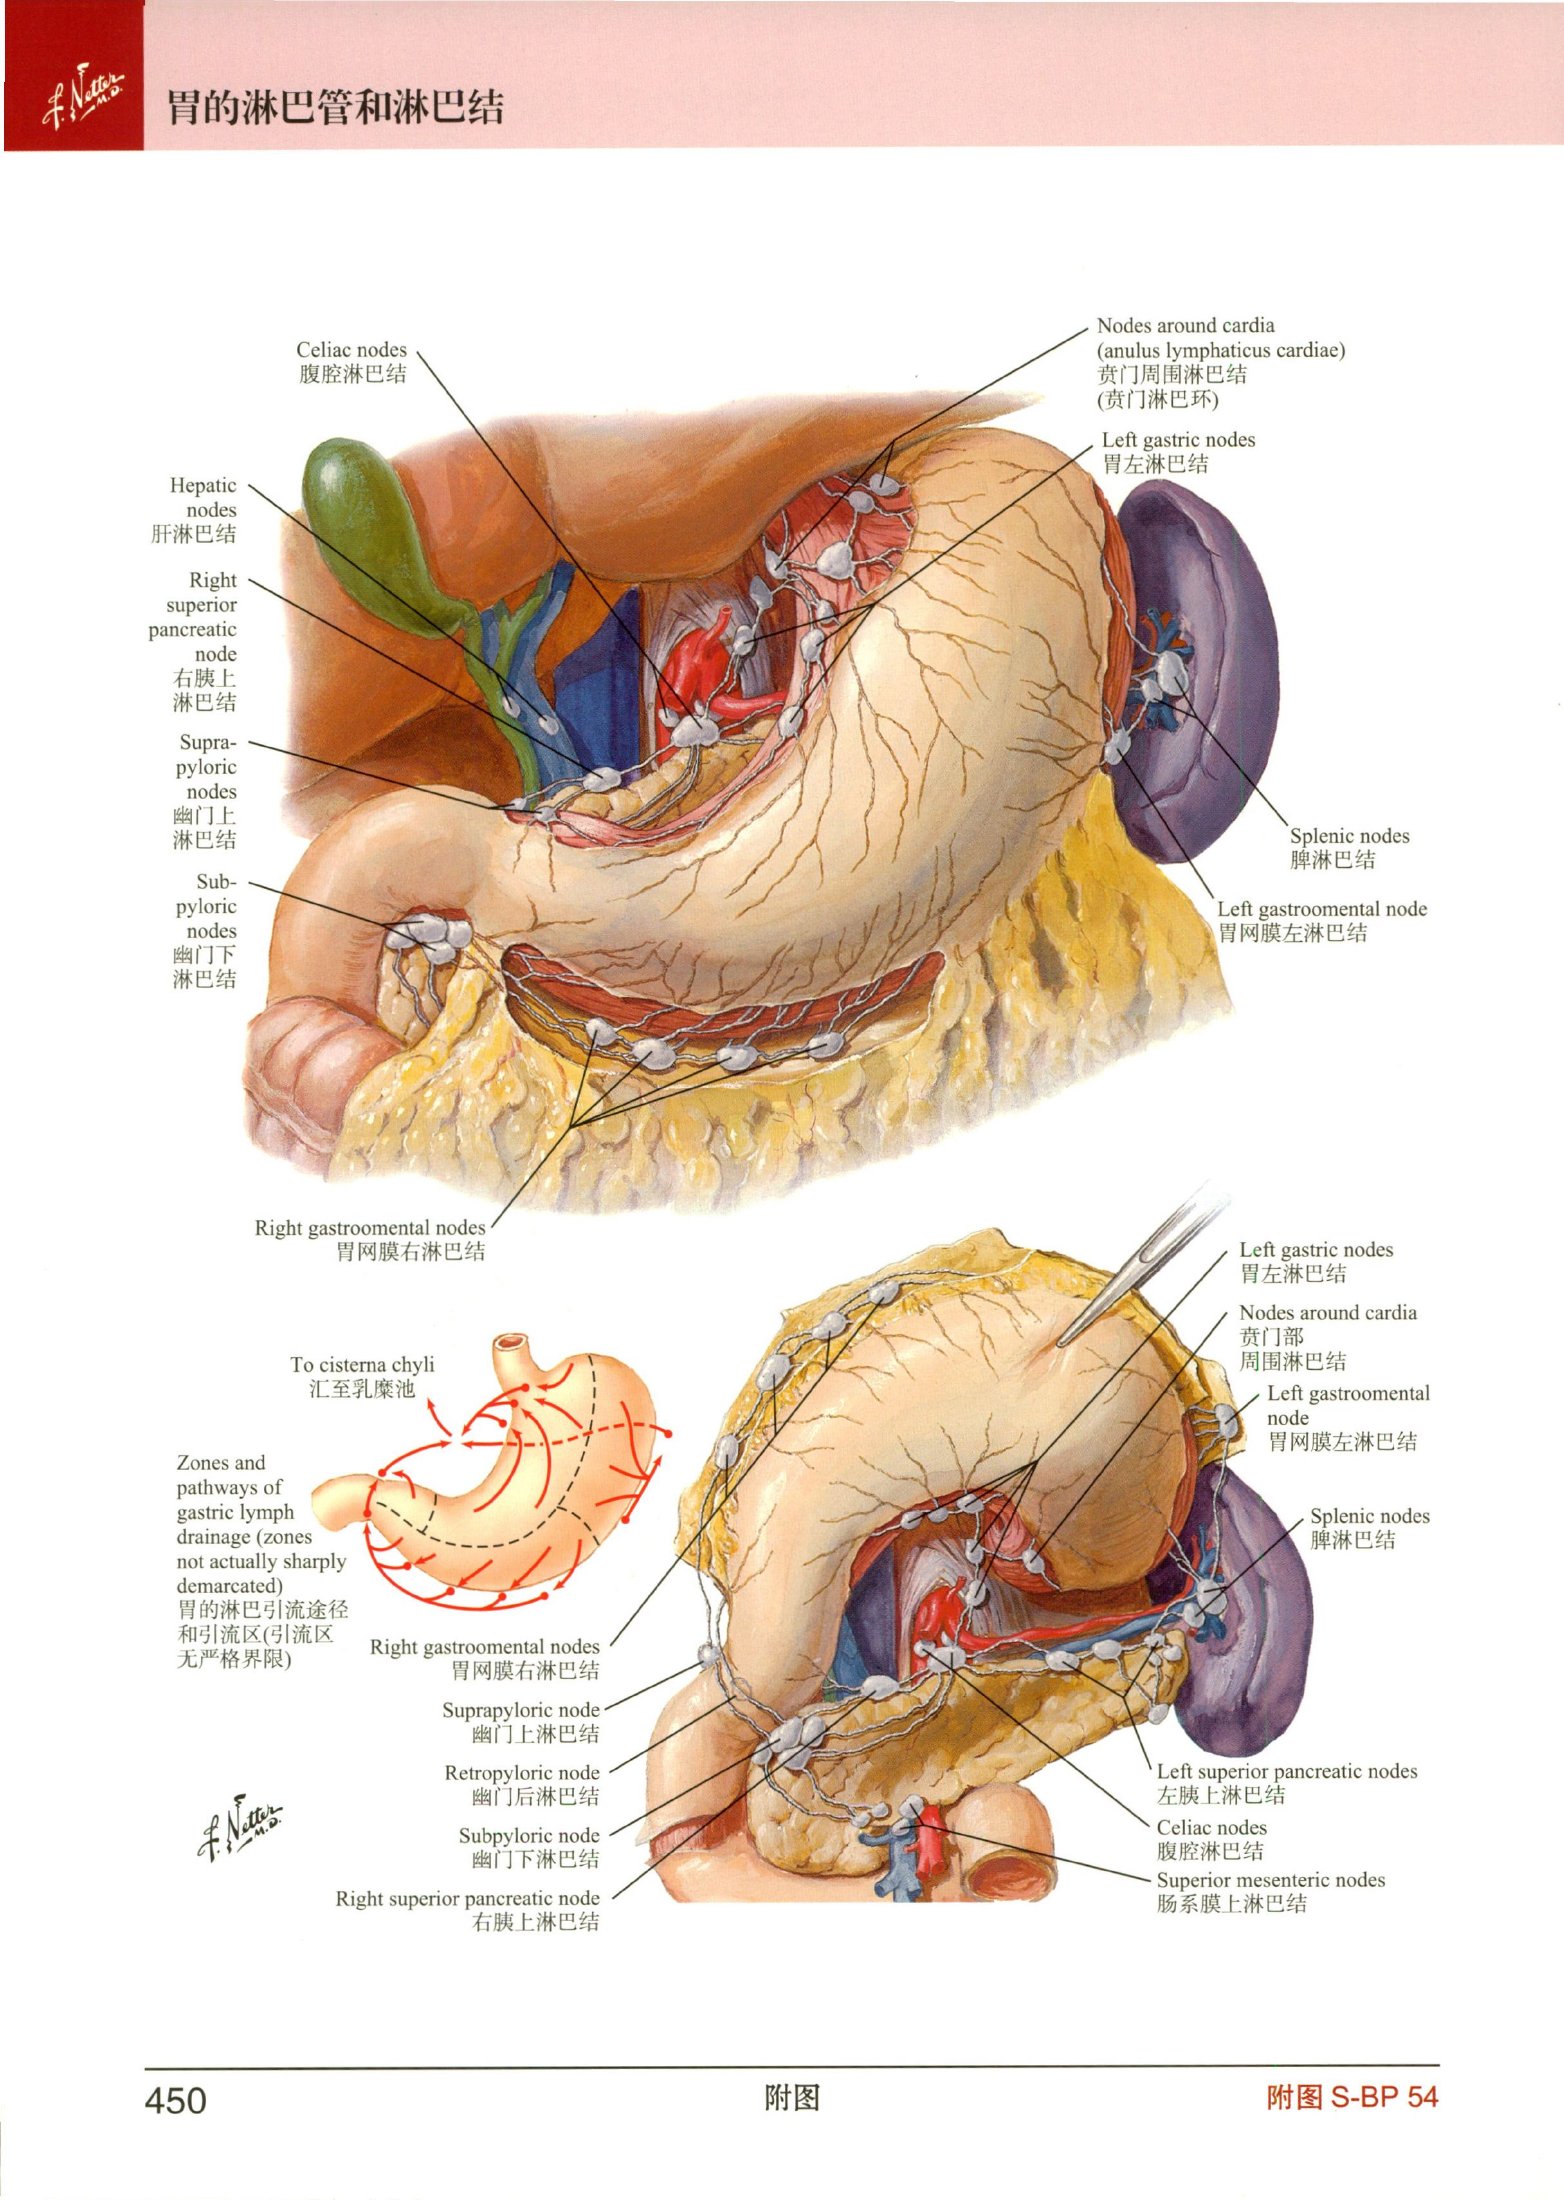 F. Netter M.D.
胃的淋巴管和淋巴结
Celiac nodes
腹腔淋巴结
Nodes around cardia
(anulus lymphaticus cardiae)
贲门周围淋巴结
(贲门淋巴环)
Left gastric nodes
胃左淋巴结
Hepatic
nodes
肝淋巴结
Right
superior
pancreatic
node
右胰上
淋巴结
Supra-
pyloric
nodes
幽门上
淋巴结
Sub-
pyloric
nodes
幽门下
淋巴结
Splenic nodes
脾淋巴结
Left gastroomental node
胃网膜左淋巴结
Right gastroomental nodes
胃网膜右淋巴结
To cisterna chyli
汇至乳糜池
Zones and
pathways of
gastric lymph
drainage (zones
not actually sharply
demarcated)
胃的淋巴引流途径
和引流区(引流区
无严格界限)
Left gastric nodes
胃左淋巴结
Nodes around cardia
贲门部
周围淋巴结
Left gastroomental
node
胃网膜左淋巴结
Splenic nodes
脾淋巴结
Right gastroomental nodes
胃网膜右淋巴结
Suprapyloric node
幽门上淋巴结
Retropyloric node
幽门后淋巴结
Subpyloric node
幽门下淋巴结
Right superior pancreatic node
右胰上淋巴结
Left superior pancreatic nodes
左胰上淋巴结
Celiac nodes
腹腔淋巴结
Superior mesenteric nodes
肠系膜上淋巴结
F. Netter M.D.
450
附图
附图 S-BP 54